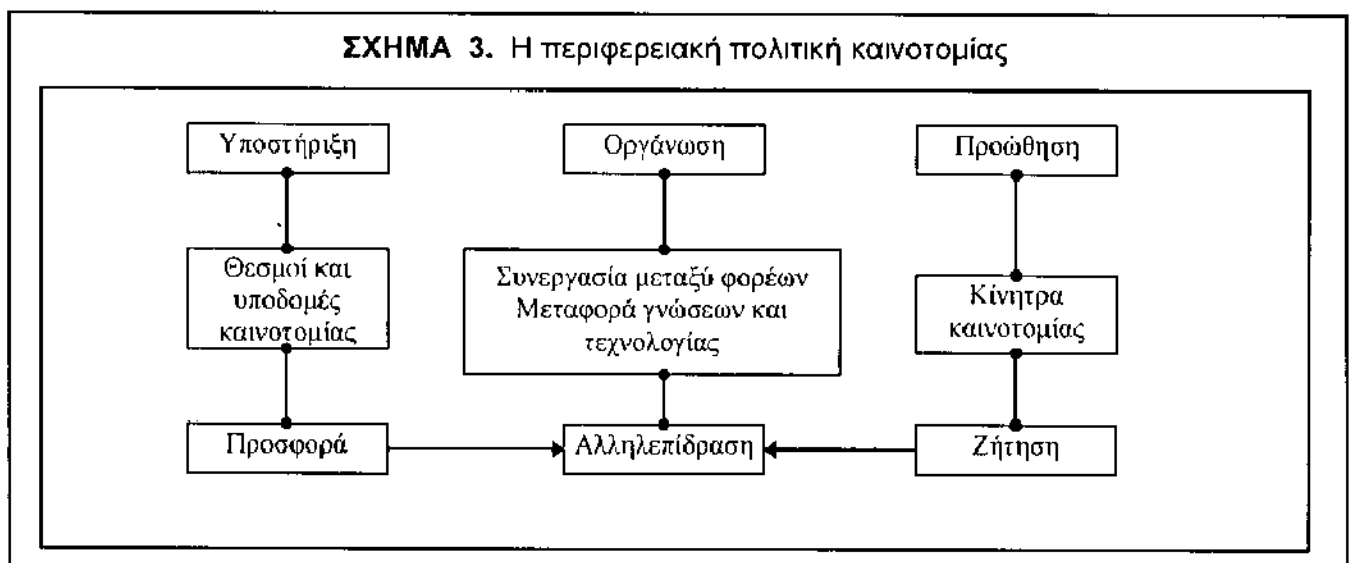 ΣΧΗΜΑ 3. Η περιφερειακή πολιτική καινοτομίας
Υποστήριξη
Οργάνωση
Προώθηση
Θεσμοί και
υποδομές
καινοτομίας
Συνεργασία μεταξύ φορέων
Μεταφορά γνώσεων και
τεχνολογίας
Κίνητρα
καινοτομίας
Προσφορά
Αλληλεπίδραση
Ζήτηση